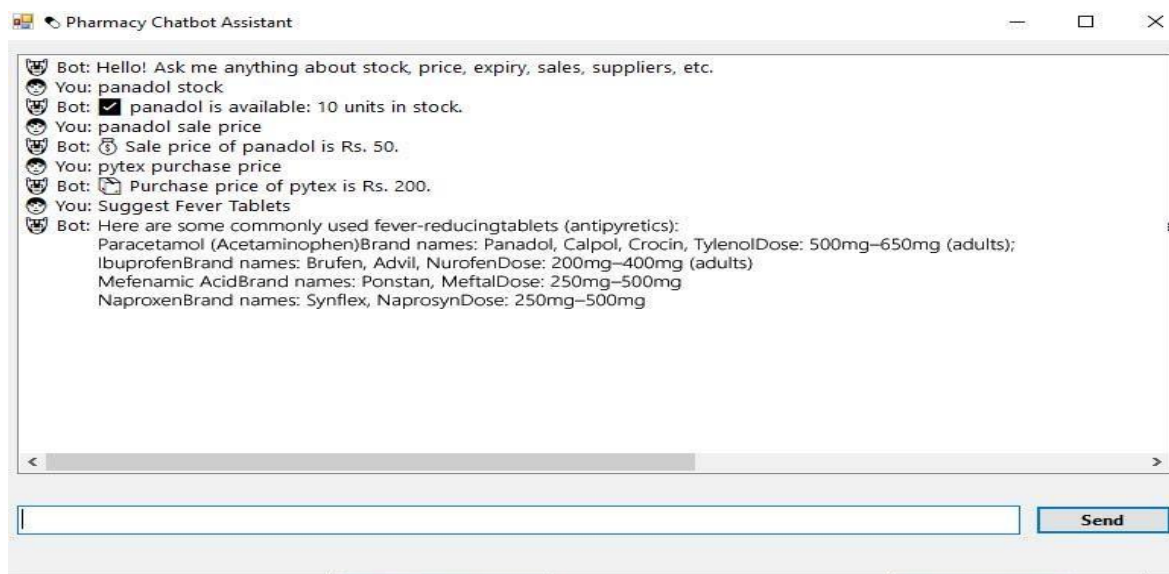 Pharmacy Chatbot Assistant
Bot: Hello! Ask me anything about stock, price, expiry, sales, suppliers, etc.
You: panadol stock
Bot: ✅ panadol is available: 10 units in stock.
You: panadol sale price
Bot: 💰 Sale price of panadol is Rs. 50.
You: pytex purchase price
Bot: Purchase price of pytex is Rs. 200.
You: Suggest Fever Tablets
Bot: Here are some commonly used fever-reducingtablets (antipyretics):
Paracetamol (Acetaminophen)Brand names: Panadol, Calpol, Crocin, TylenolDose: 500mg–650mg (adults);
IbuprofenBrand names: Brufen, Advil, NurofenDose: 200mg–400mg (adults)
Mefenamic AcidBrand names: Ponstan, MeftalDose: 250mg–500mg
NaproxenBrand names: Synflex, NaprosynDose: 250mg–500mg
Send